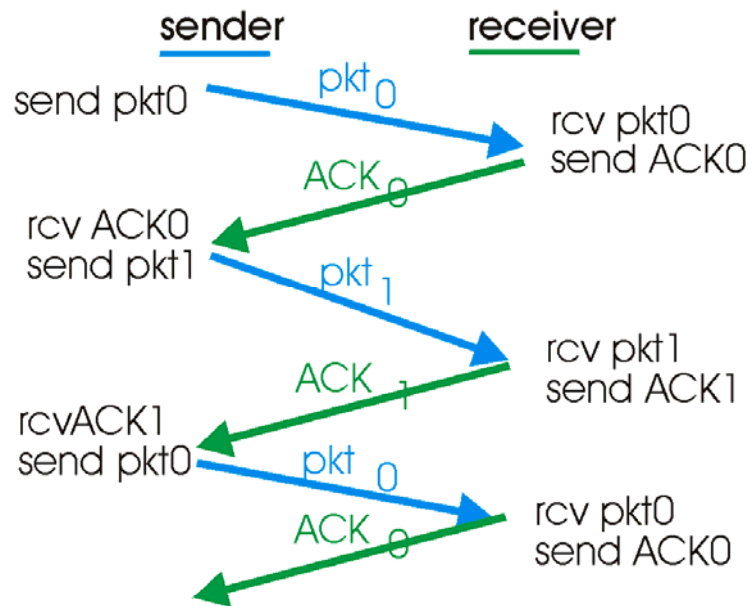 sender
receiver
send pkt0
pkt 0
rcv pkt0
send ACK0
ACK 0
rcv ACK0
send pkt1
pkt 1
rcv pkt1
send ACK1
ACK 1
rcvACK1
send pkt0
pkt 0
rcv pkt0
send ACK0
ACK 0